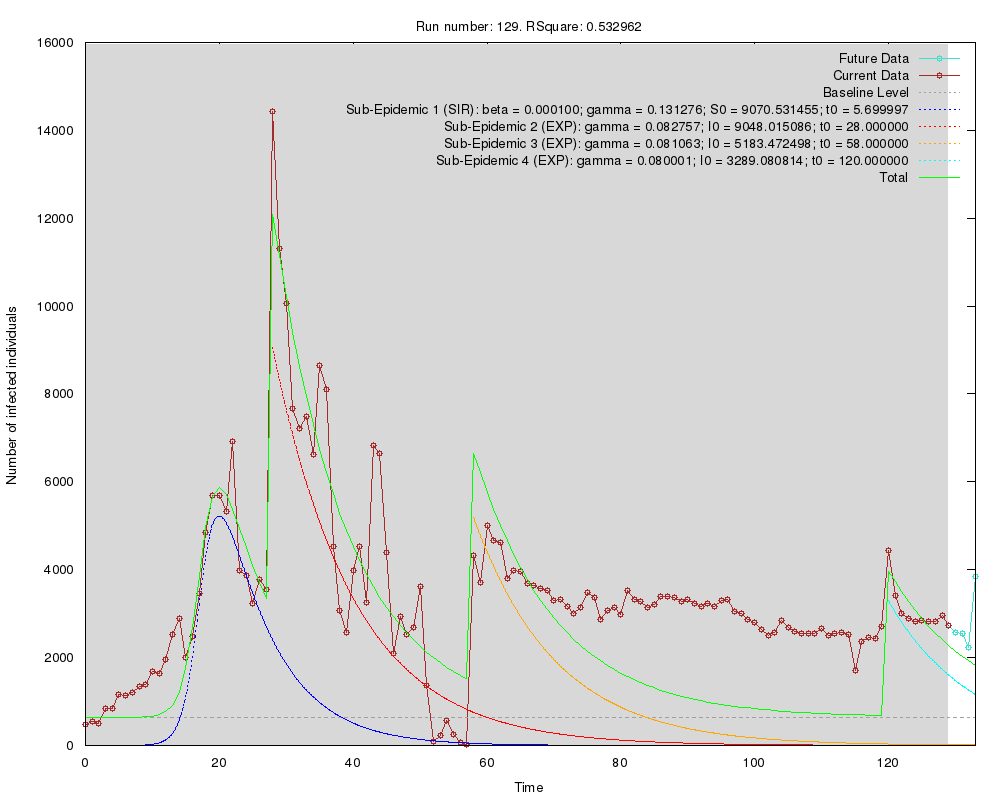 Run number: 129. RSquare: 0.532962
16000
14000
12000
10000
8000
6000
4000
2000
0
Number of infected individuals
Future Data
Current Data
Baseline Level
Sub-Epidemic 1 (SIR): beta = 0.000100; gamma = 0.131276; S0 = 9070.531455; t0 = 5.699997
Sub-Epidemic 2 (EXP): gamma = 0.082757; I0 = 9048.015086; t0 = 28.000000
Sub-Epidemic 3 (EXP): gamma = 0.081063; I0 = 5183.472498; t0 = 58.000000
Sub-Epidemic 4 (EXP): gamma = 0.080001; I0 = 3289.080814; t0 = 120.000000
Total
0 20 40 60 80 100 120
Time